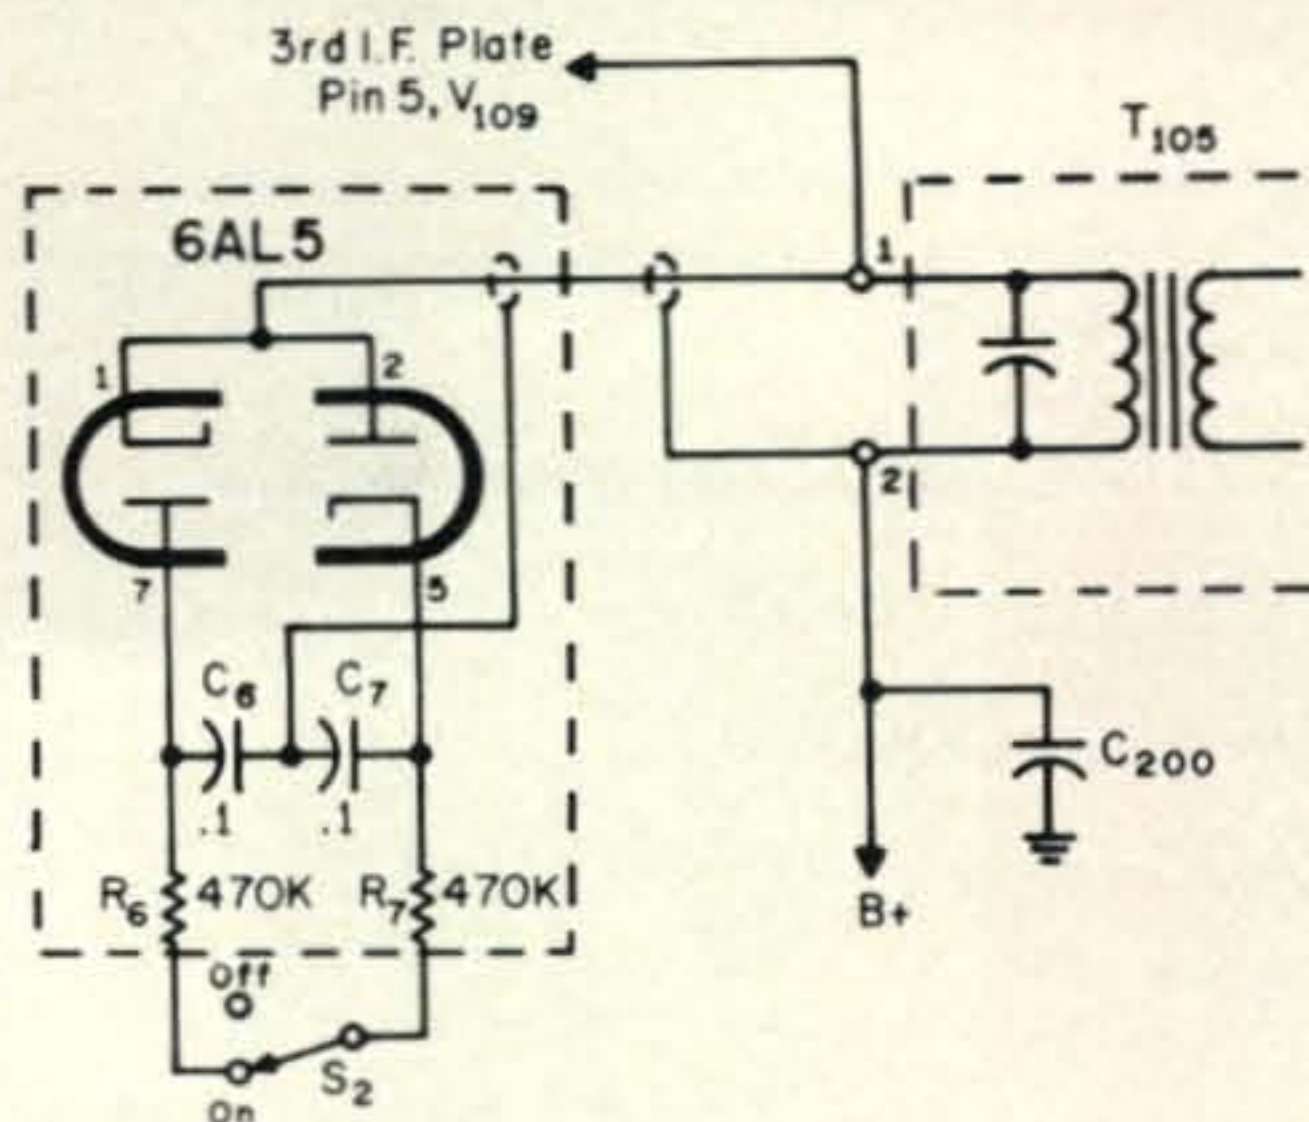 3rd I.F. Plate
Pin 5, V109
T105
6AL5
1
1
2
2
7
5
C6
C7
C200
.1
.1
R6
470K
R7
470K
B+
Off
S2
On